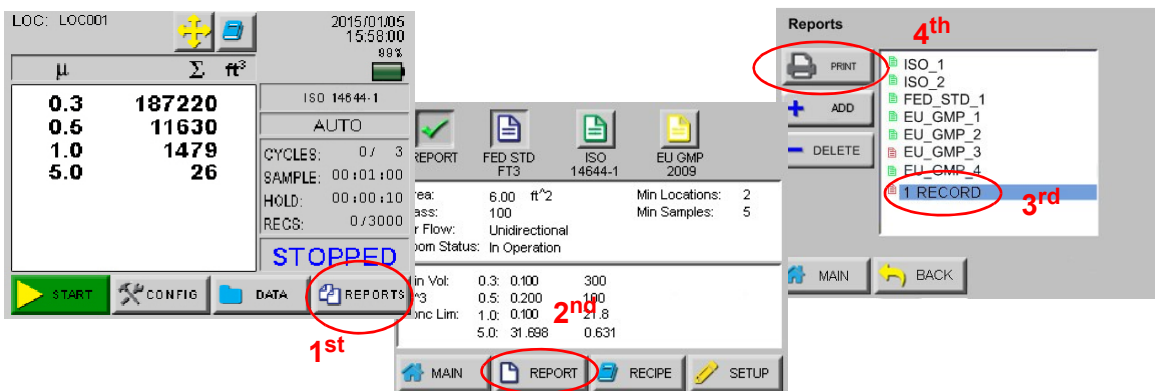 LOC: LOC001
2015/01/05
15:58:00
99%
μ Σ ft³
0.3 187220
0.5 11630
1.0 1479
5.0 26
ISO 14644-1
AUTO
CYCLES: 0/ 3
SAMPLE: 00:01:00
HOLD: 00:00:10
RECS: 0/3000
STOPPED
START
CONFIG
DATA
REPORTS
1st
REPORT
FED STD
FT3
ISO
14644-1
EU GMP
2009
6.00 ft^2
Min Locations: 2
100
Min Samples: 5
Flow: Unidirectional
Status: In Operation
Vol: 0.3: 0.100 300
0.5: 0.200
Lim: 1.0: 0.100
5.0: 31.698 0.631
2nd
MAIN
REPORT
RECIPE
SETUP
Reports
4th
PRINT
ADD
DELETE
ISO_1
ISO_2
FED_STD_1
EU_GMP_1
EU_GMP_2
EU_GMP_3
EU_GMP_4
1 RECORD
3rd
MAIN
BACK